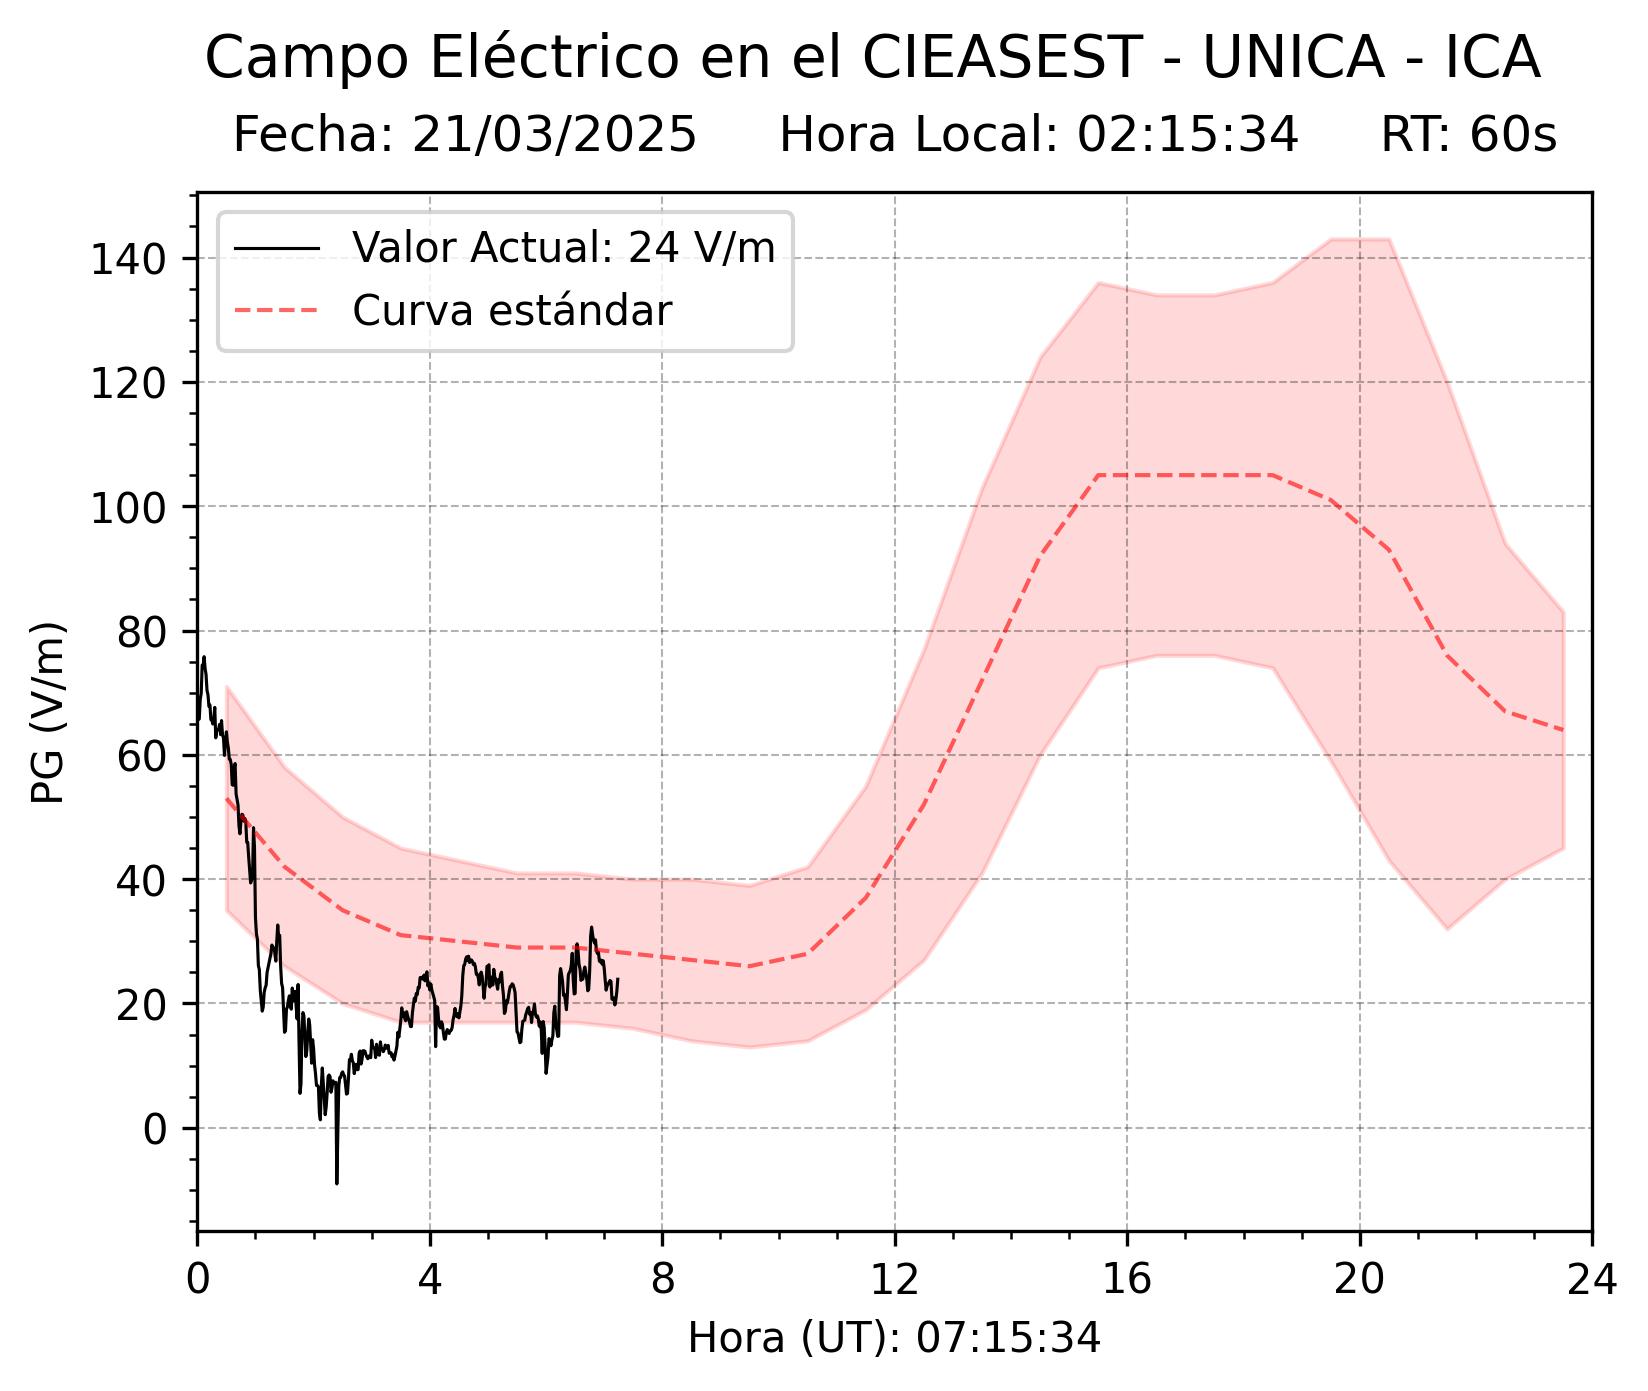 Campo Eléctrico en el CIEASEST - UNICA - ICA
Fecha: 21/03/2025 Hora Local: 02:15:34 RT: 60s
Valor Actual: 24 V/m
Curva estándar
PG (V/m)
140
120
100
80
60
40
20
0
0 4 8 12 16 20 24
Hora (UT): 07:15:34